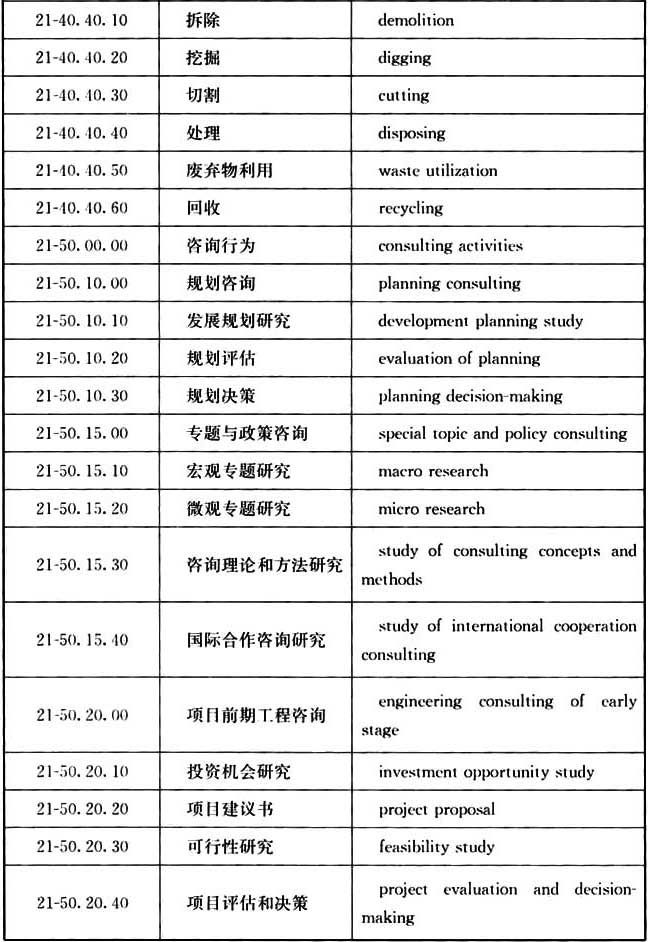 21-40.40.10 拆除 demolition
21-40.40.20 挖掘 digging
21-40.40.30 切割 cutting
21-40.40.40 处理 disposing
21-40.40.50 废弃物利用 waste utilization
21-40.40.60 回收 recycling
21-50.00.00 咨询行为 consulting activities
21-50.10.00 规划咨询 planning consulting
21-50.10.10 发展规划研究 development planning study
21-50.10.20 规划评估 evaluation of planning
21-50.10.30 规划决策 planning decision-making
21-50.15.00 专题与政策咨询 special topic and policy consulting
21-50.15.10 宏观专题研究 macro research
21-50.15.20 微观专题研究 micro research
21-50.15.30 咨询理论和方法研究 study of consulting concepts and
methods
21-50.15.40 国际合作咨询研究 study of international cooperation
consulting
21-50.20.00 项目前期工程咨询 engineering consulting of early
stage
21-50.20.10 投资机会研究 investment opportunity study
21-50.20.20 项目建议书 project proposal
21-50.20.30 可行性研究 feasibility study
21-50.20.40 项目评估和决策 project evaluation and decision-
making